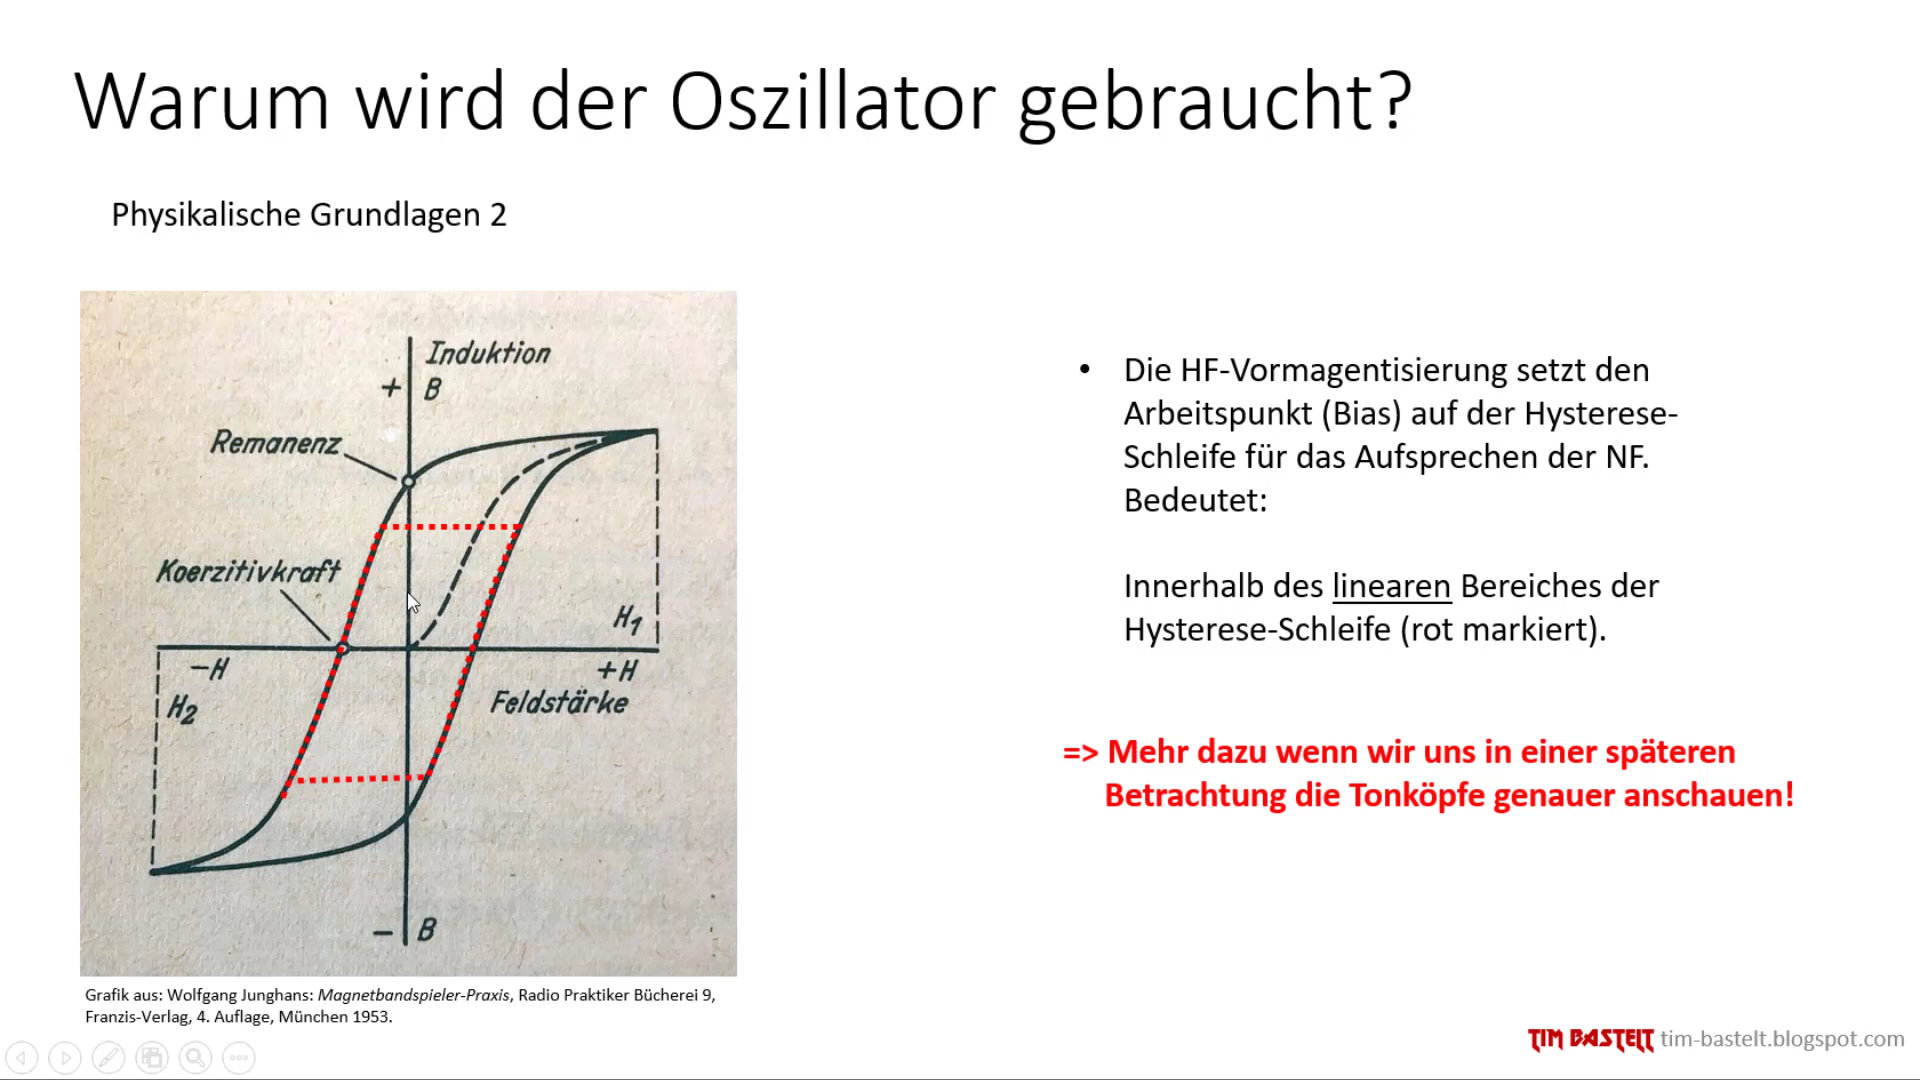 Warum wird der Oszillator gebraucht?
Physikalische Grundlagen 2
Induktion
+ B
Remanenz
Koerzitivkraft
H1
-H
+H
H2
Feldstärke
- B
Grafik aus: Wolfgang Junghans: Magnetbandspieler-Praxis, Radio Praktiker Bücherei 9,
Franzis-Verlag, 4. Auflage, München 1953.
• Die HF-Vormagentisierung setzt den
Arbeitspunkt (Bias) auf der Hysterese-
Schleife für das Aufsprechen der NF.
Bedeutet:
Innerhalb des linearen Bereiches der
Hysterese-Schleife (rot markiert).
=> Mehr dazu wenn wir uns in einer späteren
Betrachtung die Tonköpfe genauer anschauen!
TIM BASTELT tim-bastelt.blogspot.com